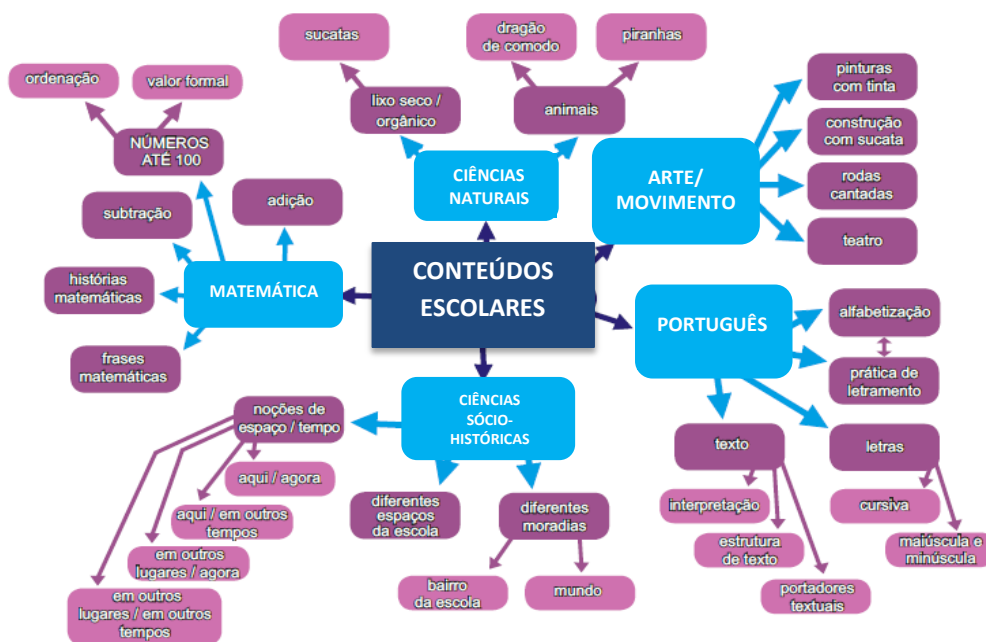 sucatas
dragão
de comodo
piranhas
ordenação
valor formal
lixo seco /
orgânico
animais
pinturas
com tinta
NÚMEROS
ATÉ 100
construção
com sucata
CIÊNCIAS
NATURAIS
ARTE/
MOVIMENTO
rodas
cantadas
subtração
adição
teatro
CONTEÚDOS
ESCOLARES
histórias
matemáticas
MATEMÁTICA
PORTUGUÊS
alfabetização
frases
matemáticas
prática de
letramento
CIÊNCIAS
SÓCIO-
HISTÓRICAS
noções de
espaço / tempo
texto
letras
aqui / agora
diferentes
espaços
da escola
diferentes
moradias
interpretação
cursiva
aqui / em outros
tempos
estrutura
de texto
maiúscula e
minúscula
em outros
lugares / agora
bairro
da escola
mundo
portadores
textuais
em outros
lugares / em outros
tempos